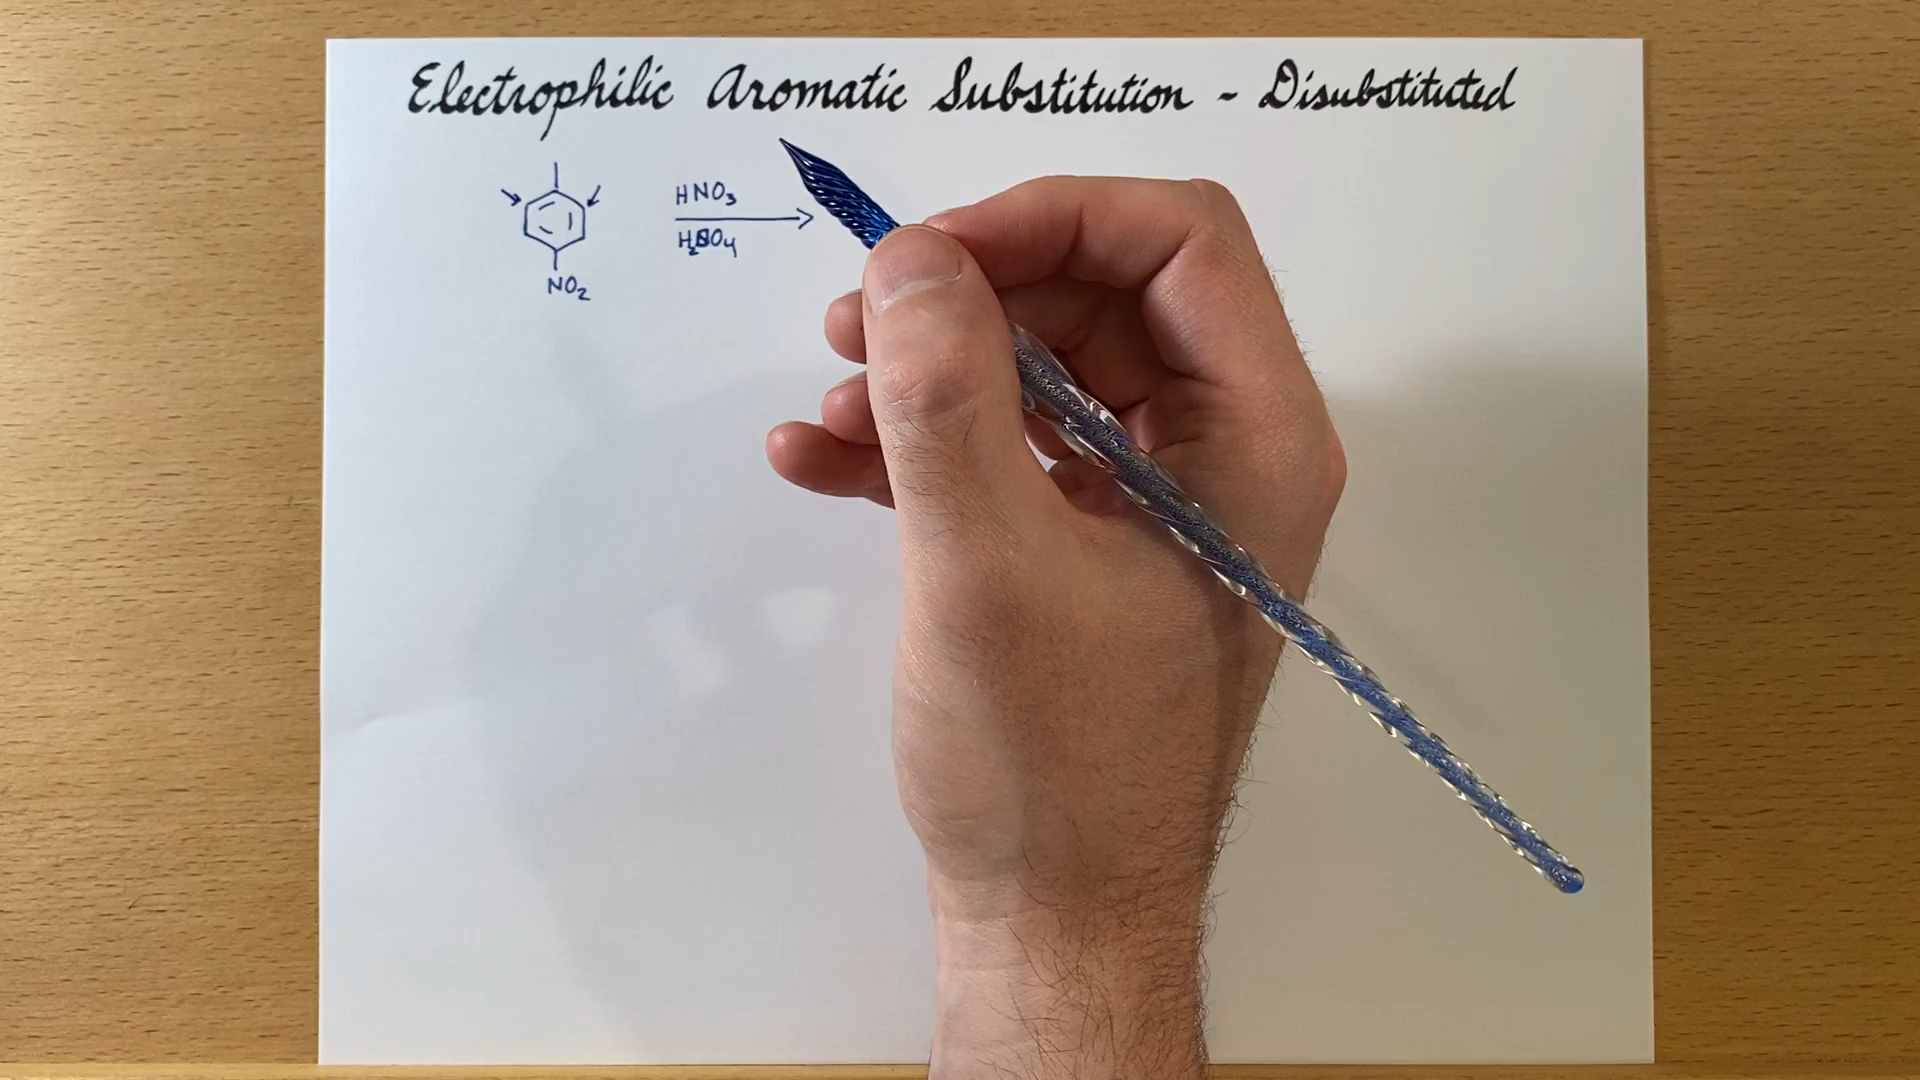 Electrophilic Aromatic Substitution - Disubstituted
HNO₃
H₂SO₄
NO₂